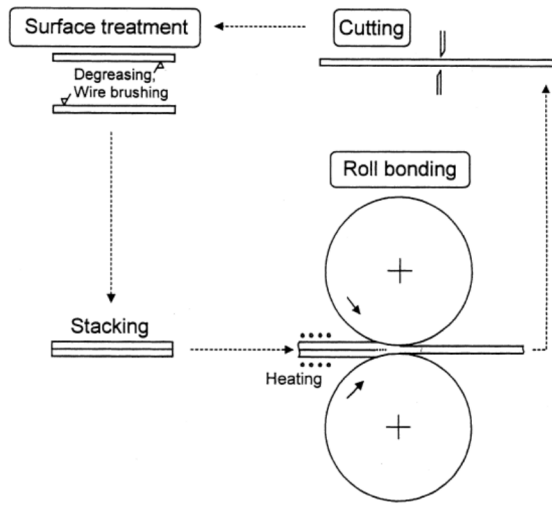 Surface treatment
Cutting
Degreasing,
Wire brushing
Roll bonding
Stacking
Heating